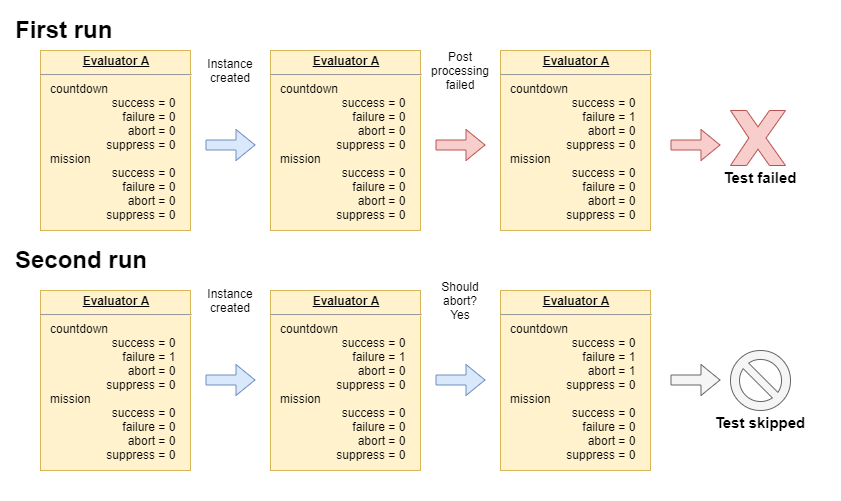 First run
Evaluator A
countdown
success = 0
failure = 0
abort = 0
suppress = 0
mission
success = 0
failure = 0
abort = 0
suppress = 0
Instance
created
Evaluator A
countdown
success = 0
failure = 0
abort = 0
suppress = 0
mission
success = 0
failure = 0
abort = 0
suppress = 0
Post
processing
failed
Evaluator A
countdown
success = 0
failure = 1
abort = 0
suppress = 0
mission
success = 0
failure = 0
abort = 0
suppress = 0
Test failed
Second run
Evaluator A
countdown
success = 0
failure = 1
abort = 0
suppress = 0
mission
success = 0
failure = 0
abort = 0
suppress = 0
Instance
created
Evaluator A
countdown
success = 0
failure = 1
abort = 0
suppress = 0
mission
success = 0
failure = 0
abort = 0
suppress = 0
Should
abort?
Yes
Evaluator A
countdown
success = 0
failure = 1
abort = 1
suppress = 0
mission
success = 0
failure = 0
abort = 0
suppress = 0
Test skipped